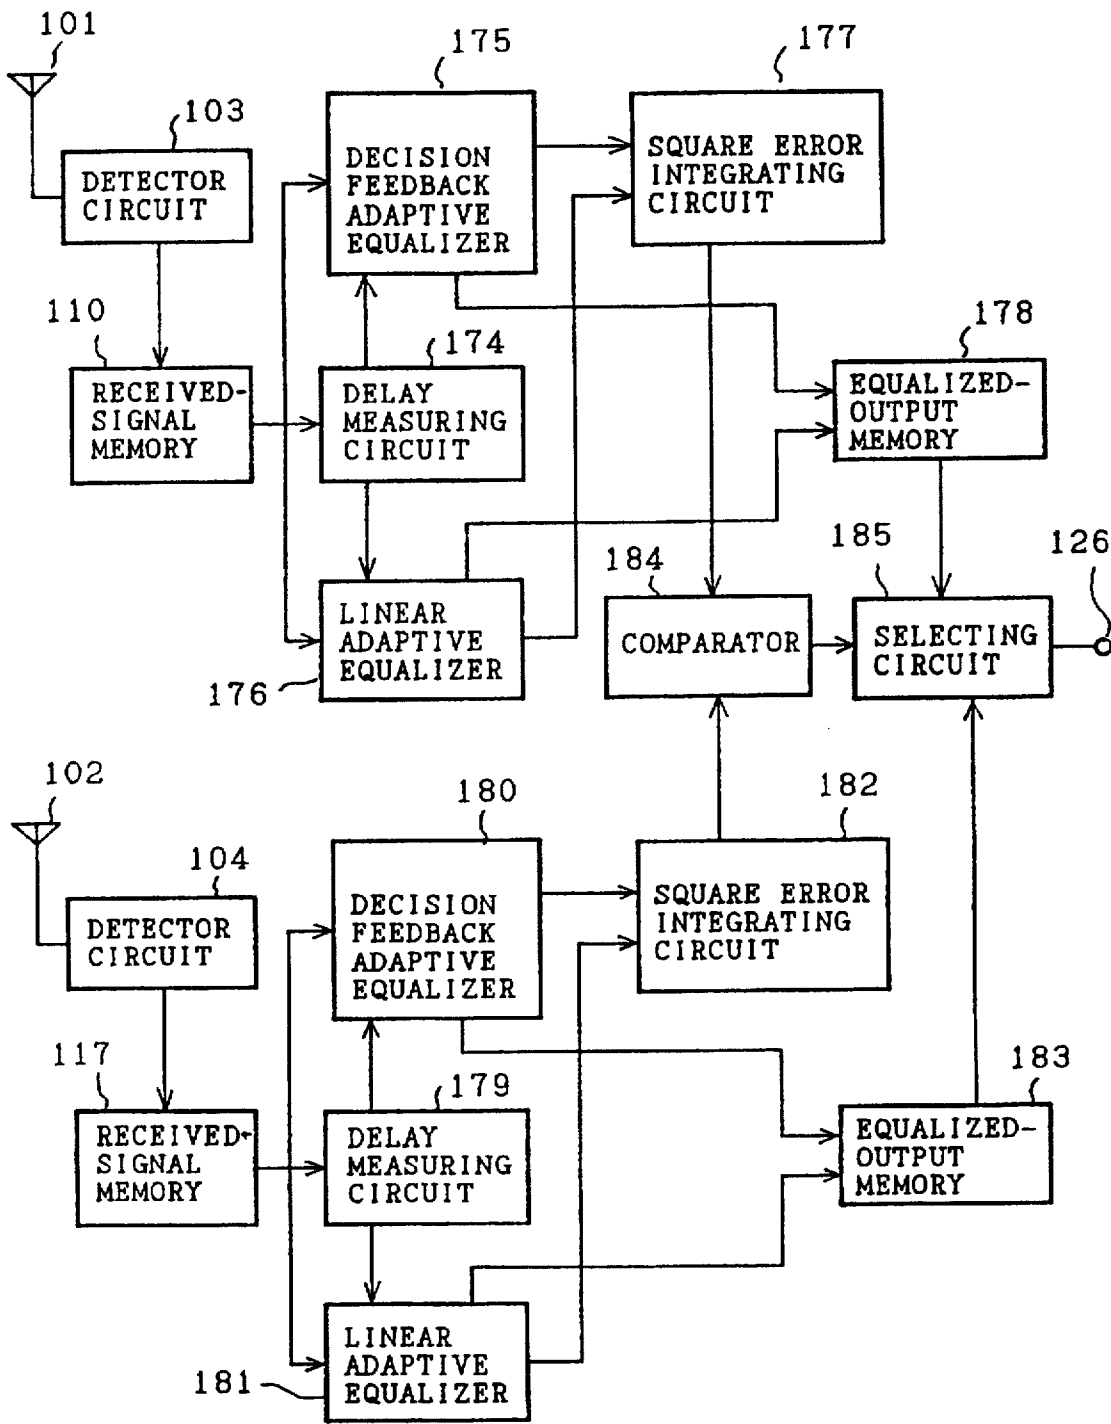 101
103
DETECTOR
CIRCUIT
175
DECISION
FEEDBACK
ADAPTIVE
EQUALIZER
177
SQUARE ERROR
INTEGRATING
CIRCUIT
110
RECEIVED-
SIGNAL
MEMORY
174
DELAY
MEASURING
CIRCUIT
178
EQUALIZED-
OUTPUT
MEMORY
LINEAR
ADAPTIVE
EQUALIZER
176
184
COMPARATOR
185
SELECTING
CIRCUIT
126
102
104
DETECTOR
CIRCUIT
180
DECISION
FEEDBACK
ADAPTIVE
EQUALIZER
182
SQUARE ERROR
INTEGRATING
CIRCUIT
117
RECEIVED-
SIGNAL
MEMORY
179
DELAY
MEASURING
CIRCUIT
183
EQUALIZED-
OUTPUT
MEMORY
LINEAR
ADAPTIVE
EQUALIZER
181